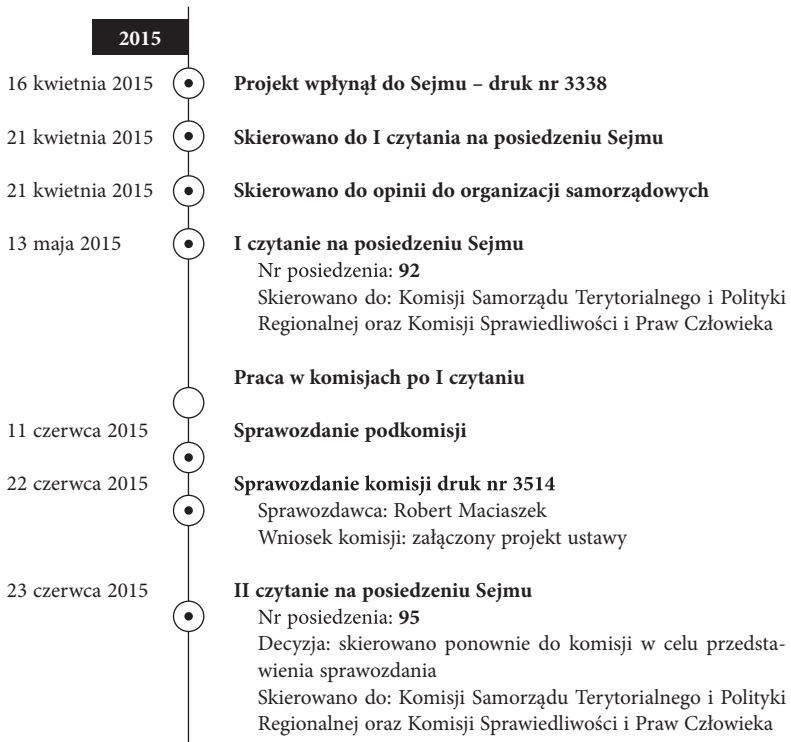 2015
16 kwietnia 2015 Projekt wpłynął do Sejmu – druk nr 3338
21 kwietnia 2015 Skierowano do I czytania na posiedzeniu Sejmu
21 kwietnia 2015 Skierowano do opinii do organizacji samorządowych
13 maja 2015 I czytanie na posiedzeniu Sejmu
Nr posiedzenia: 92
Skierowano do: Komisji Samorządu Terytorialnego i Polityki
Regionalnej oraz Komisji Sprawiedliwości i Praw Człowieka
Praca w komisjach po I czytaniu
11 czerwca 2015 Sprawozdanie podkomisji
22 czerwca 2015 Sprawozdanie komisji druk nr 3514
Sprawozdawca: Robert Maciaszek
Wniosek komisji: załączony projekt ustawy
23 czerwca 2015 II czytanie na posiedzeniu Sejmu
Nr posiedzenia: 95
Decyzja: skierowano ponownie do komisji w celu przedsta-
wienia sprawozdania
Skierowano do: Komisji Samorządu Terytorialnego i Polityki
Regionalnej oraz Komisji Sprawiedliwości i Praw Człowieka